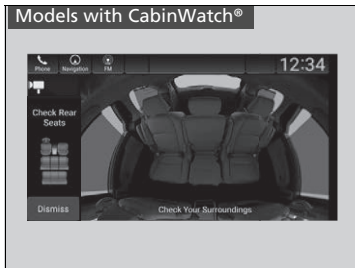 Models with CabinWatch®
Phone
Navigation
FM
12:34
Check Rear
Seats
Dismiss
Check Your Surroundings